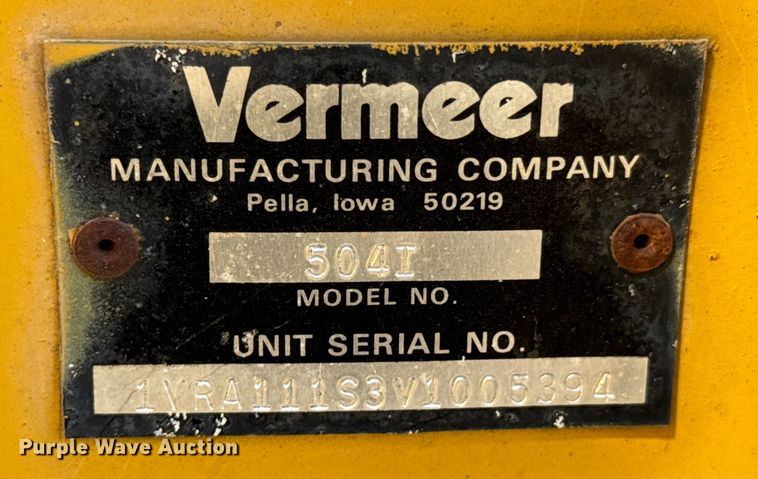 Vermeer
MANUFACTURING COMPANY
Pella, Iowa 50219
504I
MODEL NO.
UNIT SERIAL NO.
1VRA111S3V1005394
Purple Wave Auction